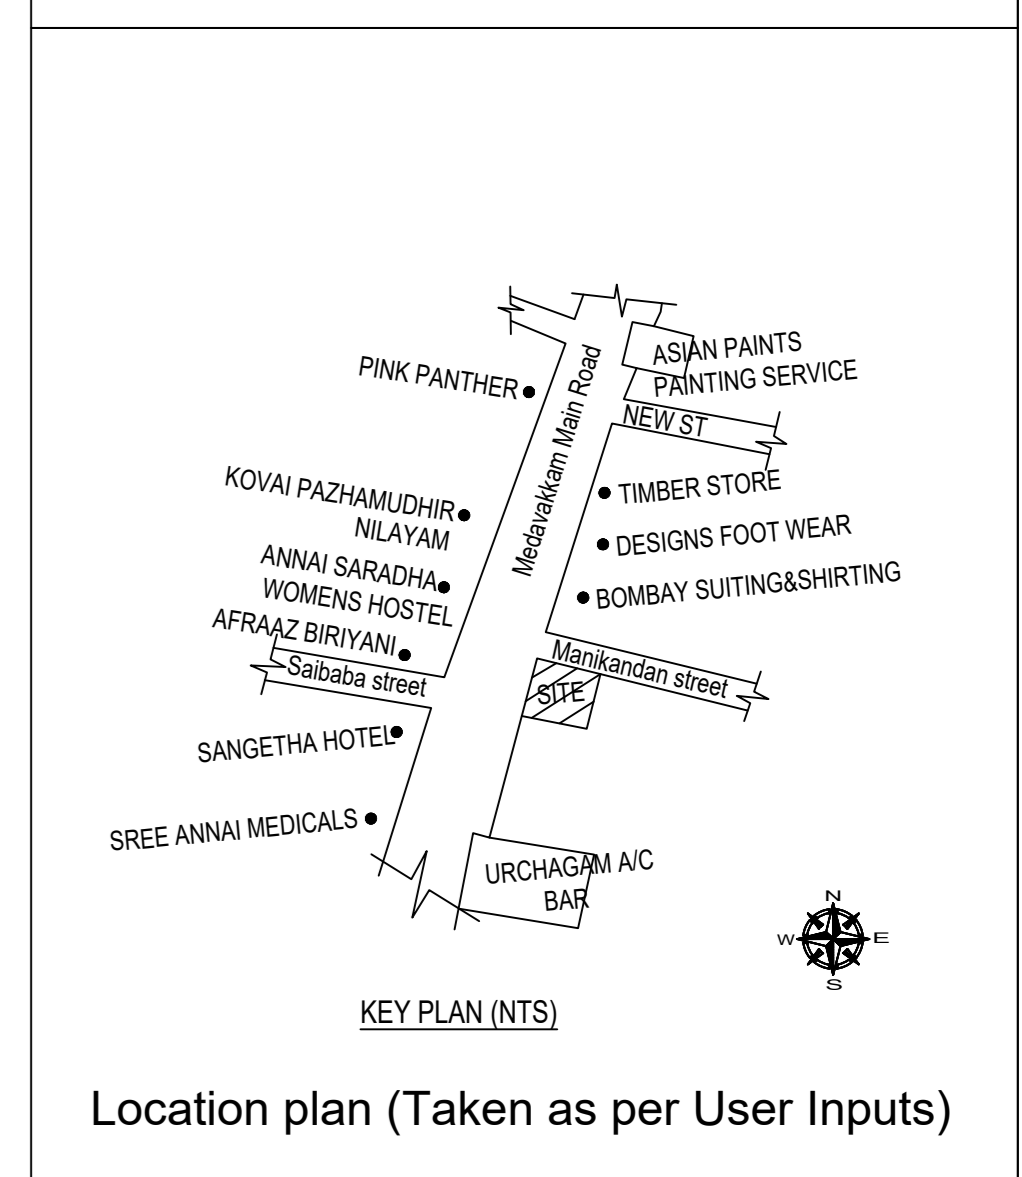 ASIAN PAINTS
PAINTING SERVICE
PINK PANTHER
Medavakkam Main Road
NEW ST
KOVAI PAZHAMUDHIR
NILAYAM
TIMBER STORE
DESIGNS FOOT WEAR
ANNAI SARADHA
WOMENS HOSTEL
BOMBAY SUITING&SHIRTING
AFRAAZ BIRIYANI
Saibaba street
Manikandan street
SITE
SANGETHA HOTEL
SREE ANNAI MEDICALS
URCHAGAM A/C
BAR
N
W
E
S
KEY PLAN (NTS)
Location plan (Taken as per User Inputs)